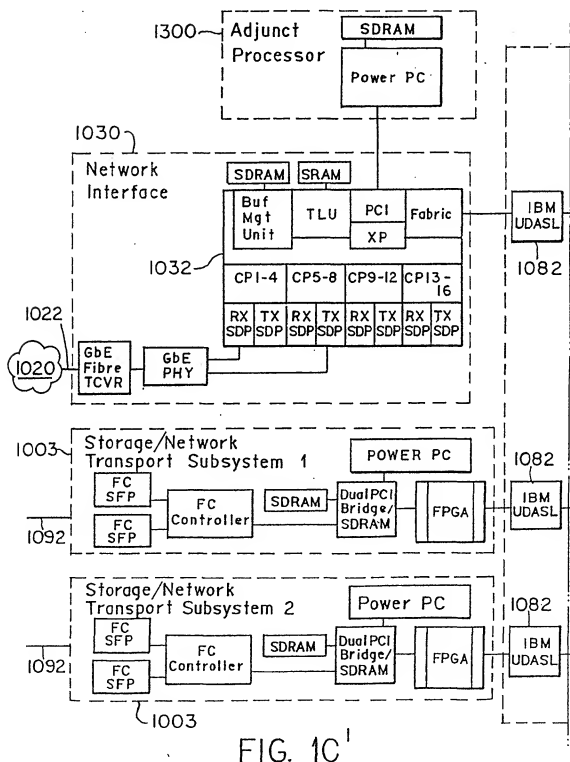 1300
Adjunct
Processor
SDRAM
Power PC
1030
Network
Interface
SDRAM
SRAM
Buf
Mgt
Unit
TLU
PCI
XP
Fabric
1032
CP1-4
CP5-8
CP9-12
CP13-
16
RX
SDP
TX
SDP
RX
SDP
TX
SDP
RX
SDP
TX
SDP
RX
SDP
TX
SDP
1022
1020
GbE
Fibre
TCVR
GbE
PHY
IBM
UDASL
1082
1003
Storage/Network
Transport Subsystem 1
POWER PC
FC
SFP
FC
SFP
1092
FC
Controller
SDRAM
Dual PCI
Bridge/
SDRAM
FPGA
1082
IBM
UDASL
Storage/Network
Transport Subsystem 2
Power PC
FC
SFP
FC
SFP
1092
FC
Controller
SDRAM
Dual PCI
Bridge/
SDRAM
FPGA
1082
IBM
UDASL
1003
FIG. 1C'